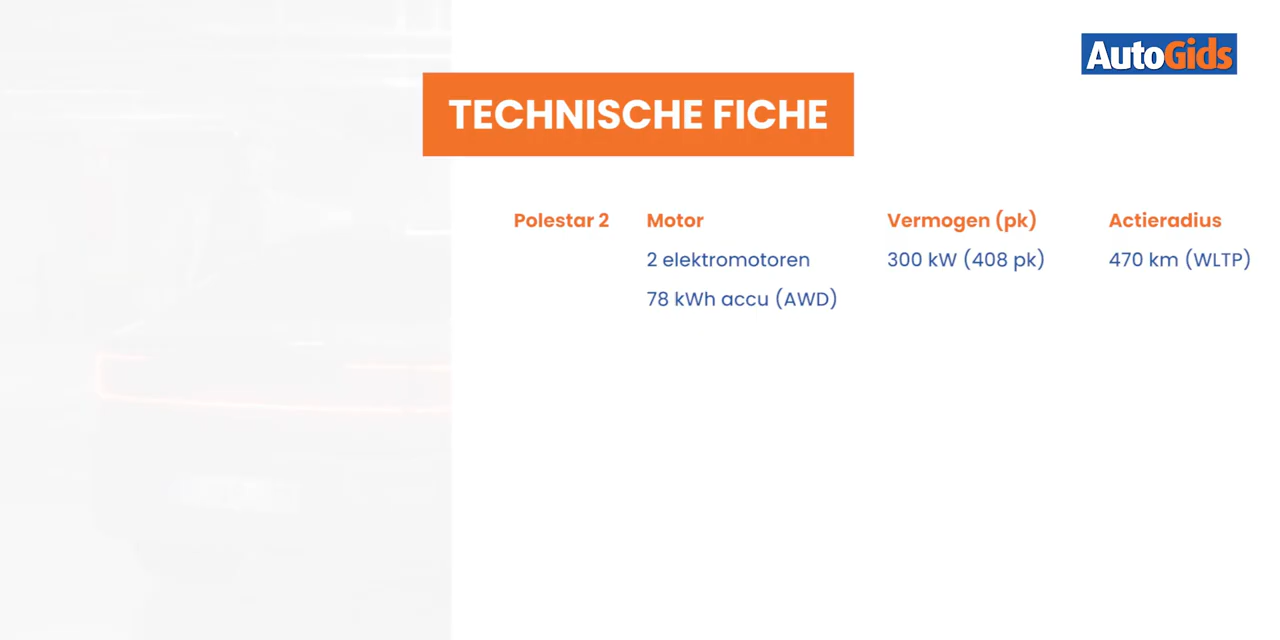 AutoGids
TECHNISCHE FICHE
Polestar 2 Motor Vermogen (pk) Actieradius
2 elektromotoren 300 kW (408 pk) 470 km (WLTP)
78 kWh accu (AWD)